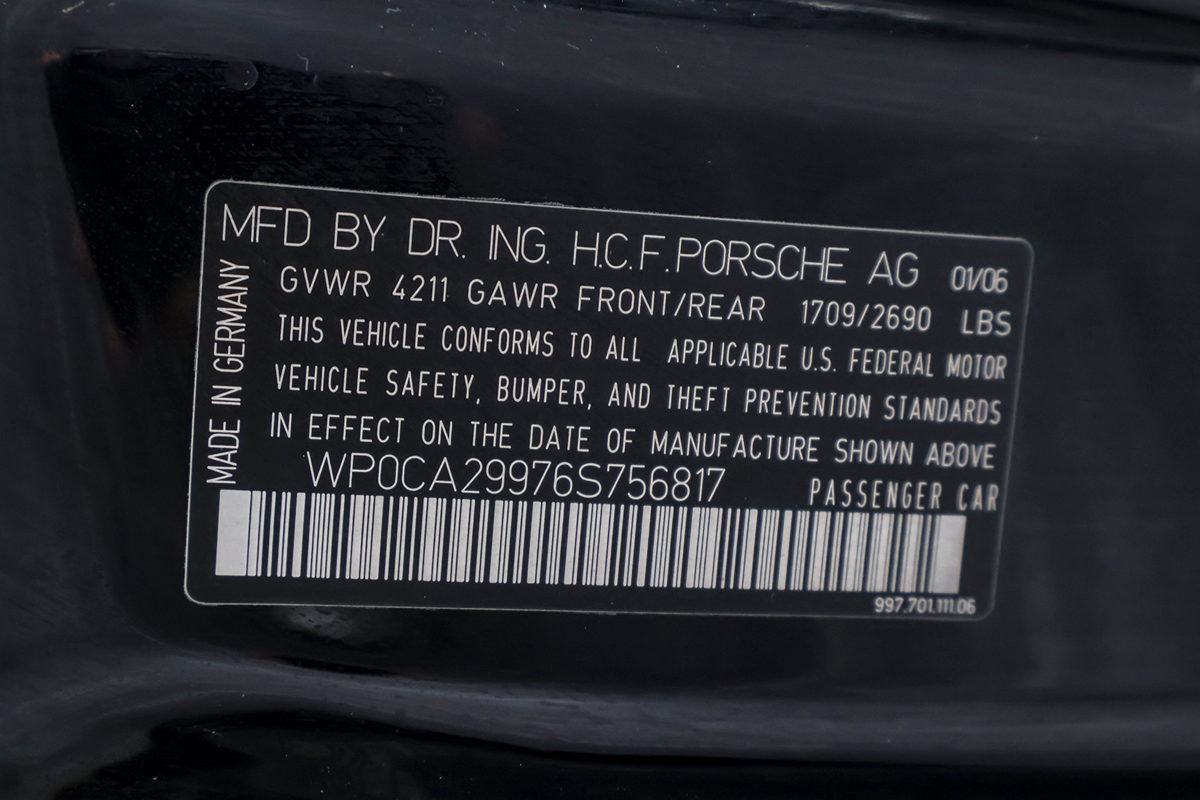 MFD BY DR. ING. H.C.F. PORSCHE AG 01/06
GVWR 4211 GAWR FRONT/REAR 1709/2690 LBS
THIS VEHICLE CONFORMS TO ALL APPLICABLE U.S. FEDERAL MOTOR
VEHICLE SAFETY, BUMPER, AND THEFT PREVENTION STANDARDS
IN EFFECT ON THE DATE OF MANUFACTURE SHOWN ABOVE
WP0CA29976S756817 PASSENGER CAR
MADE IN GERMANY
997.701.111.06